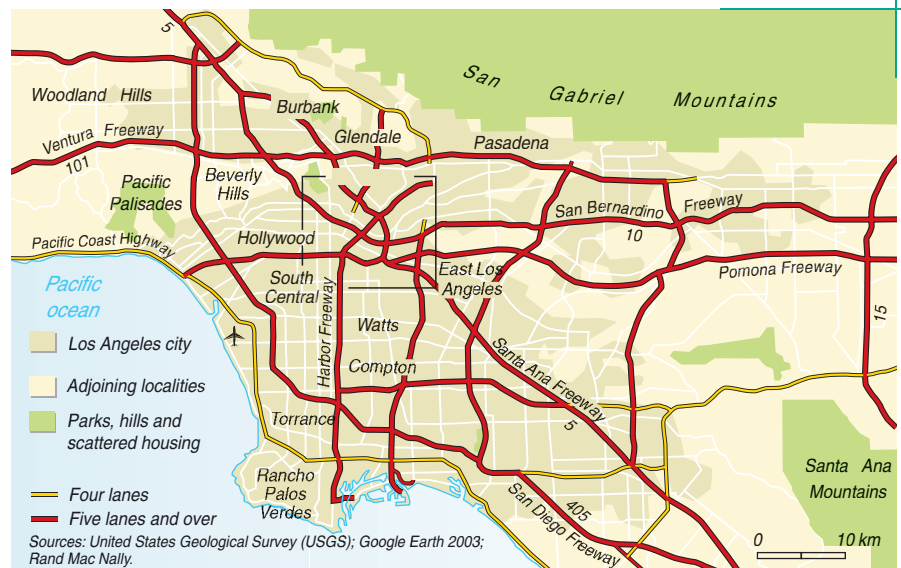 5
San
Gabriel
Mountains
Woodland Hills
Burbank
Glendale
Pasadena
Ventura Freeway
101
Beverly
Hills
Pacific
Palisades
San Bernardino Freeway
10
Pacific Coast Highway
Hollywood
Pomona Freeway
South
Central
East Los
Angeles
Pacific
ocean
Harbor Freeway
Watts
15
Los Angeles city
Santa Ana Freeway
5
Compton
Adjoining localities
Torrance
Parks, hills and
scattered housing
Rancho
Palos
Verdes
Santa Ana
Mountains
San Diego Freeway
405
Four lanes
Five lanes and over
0 10 km
Sources: United States Geological Survey (USGS); Google Earth 2003;
Rand Mac Nally.